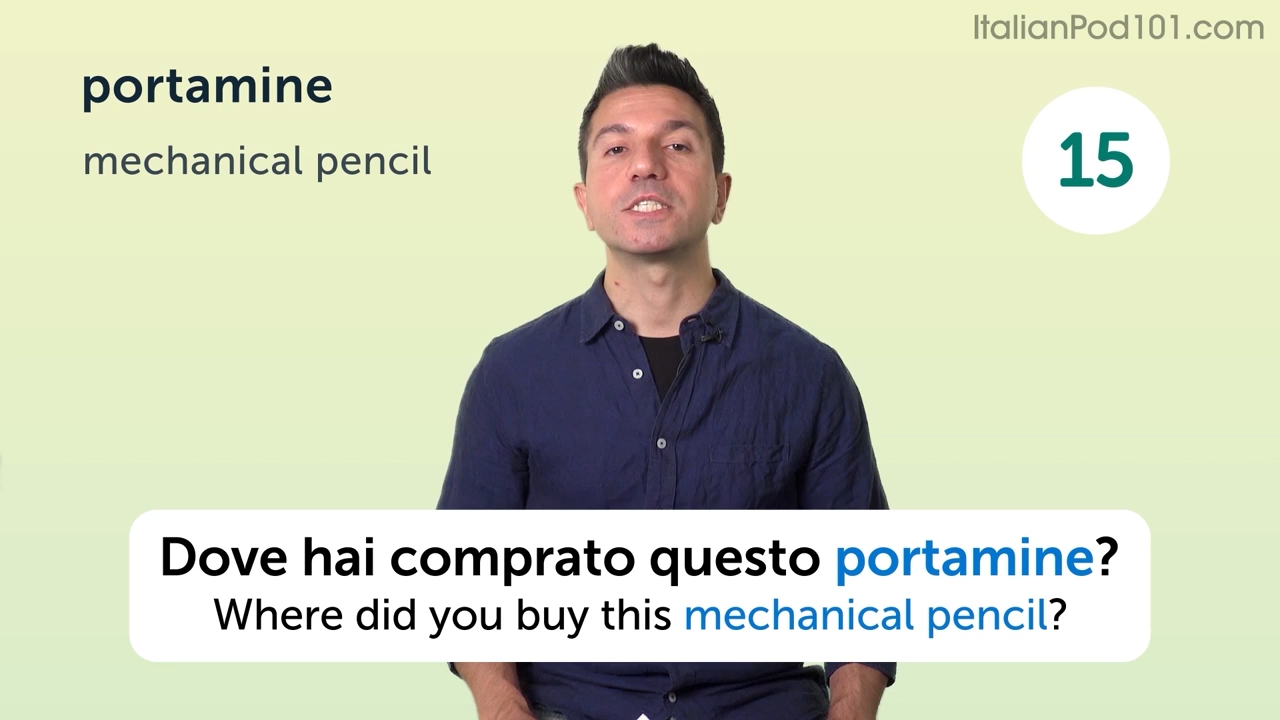 ItalianPod101.com
portamine
mechanical pencil
15
Dove hai comprato questo portamine?
Where did you buy this mechanical pencil?